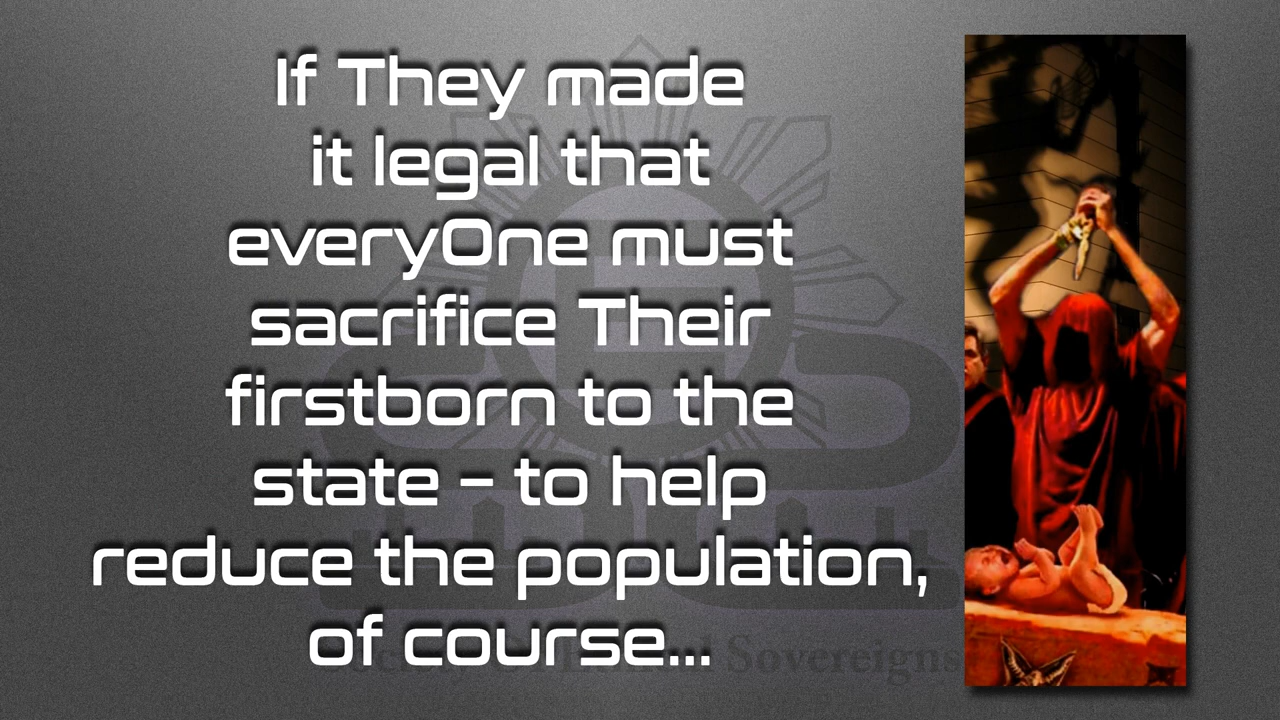 If They made
it legal that
everyOne must
sacrifice Their
firstborn to the
state – to help
reduce the population,
of course...
Sovereigns